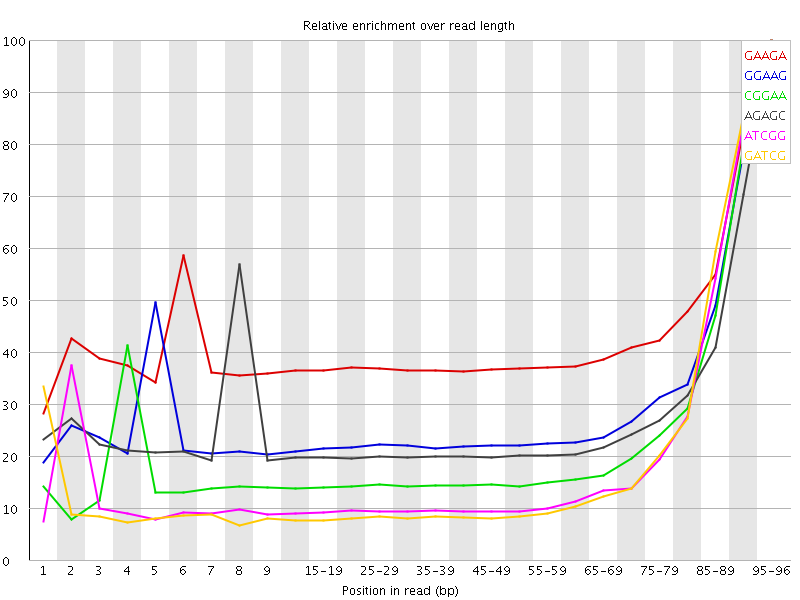 Relative enrichment over read length
100
90
80
70
60
50
40
30
20
10
0
GAAGA
GGAAG
CGGAA
AGAGC
ATCGG
GATCG
1 2 3 4 5 6 7 8 9 15-19 25-29 35-39 45-49 55-59 65-69 75-79 85-89 95-96
Position in read (bp)